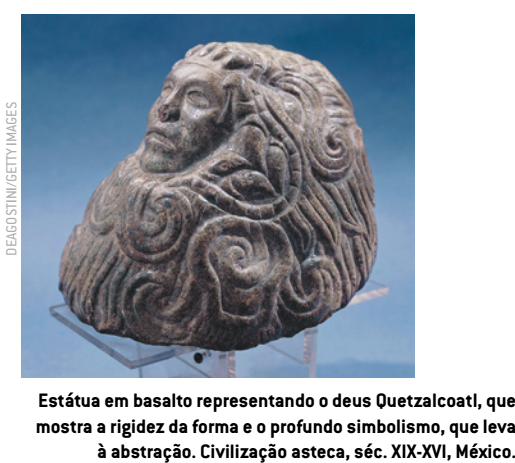 DEAGOSTINI/GETTY IMAGES
Estátua em basalto representando o deus Quetzalcoatl, que
mostra a rigidez da forma e o profundo simbolismo, que leva
à abstração. Civilização asteca, séc. XIX-XVI, México.